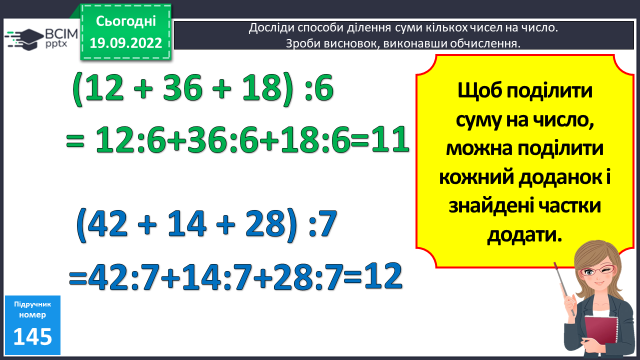 ВСІМ
pptx
Сьогодні
19.09.2022
Досліди способи ділення суми кількох чисел на число.
Зроби висновок, виконавши обчислення.
(12 + 36 + 18) :6
= 12:6+36:6+18:6=11
(42 + 14 + 28) :7
=42:7+14:7+28:7=12
Щоб поділити
суму на число,
можна поділити
кожний доданок і
знайдені частки
додати.
Підручник
номер
145